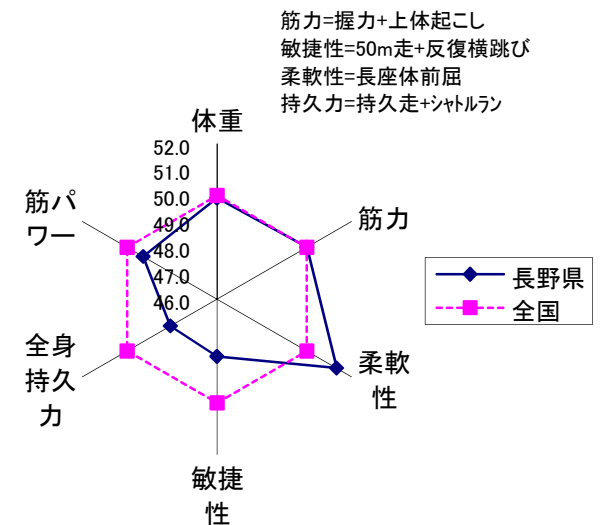 筋力=握力+上体起こし
敏捷性=50m走+反復横跳び
柔軟性=長座体前屈
持久力=持久走+ｼｬﾄﾙﾗﾝ
体重
52.0
51.0
50.0
49.0
48.0
47.0
46.0
筋パ
ワー
筋力
長野県
全国
全身
持久
力
柔軟
性
敏捷
性